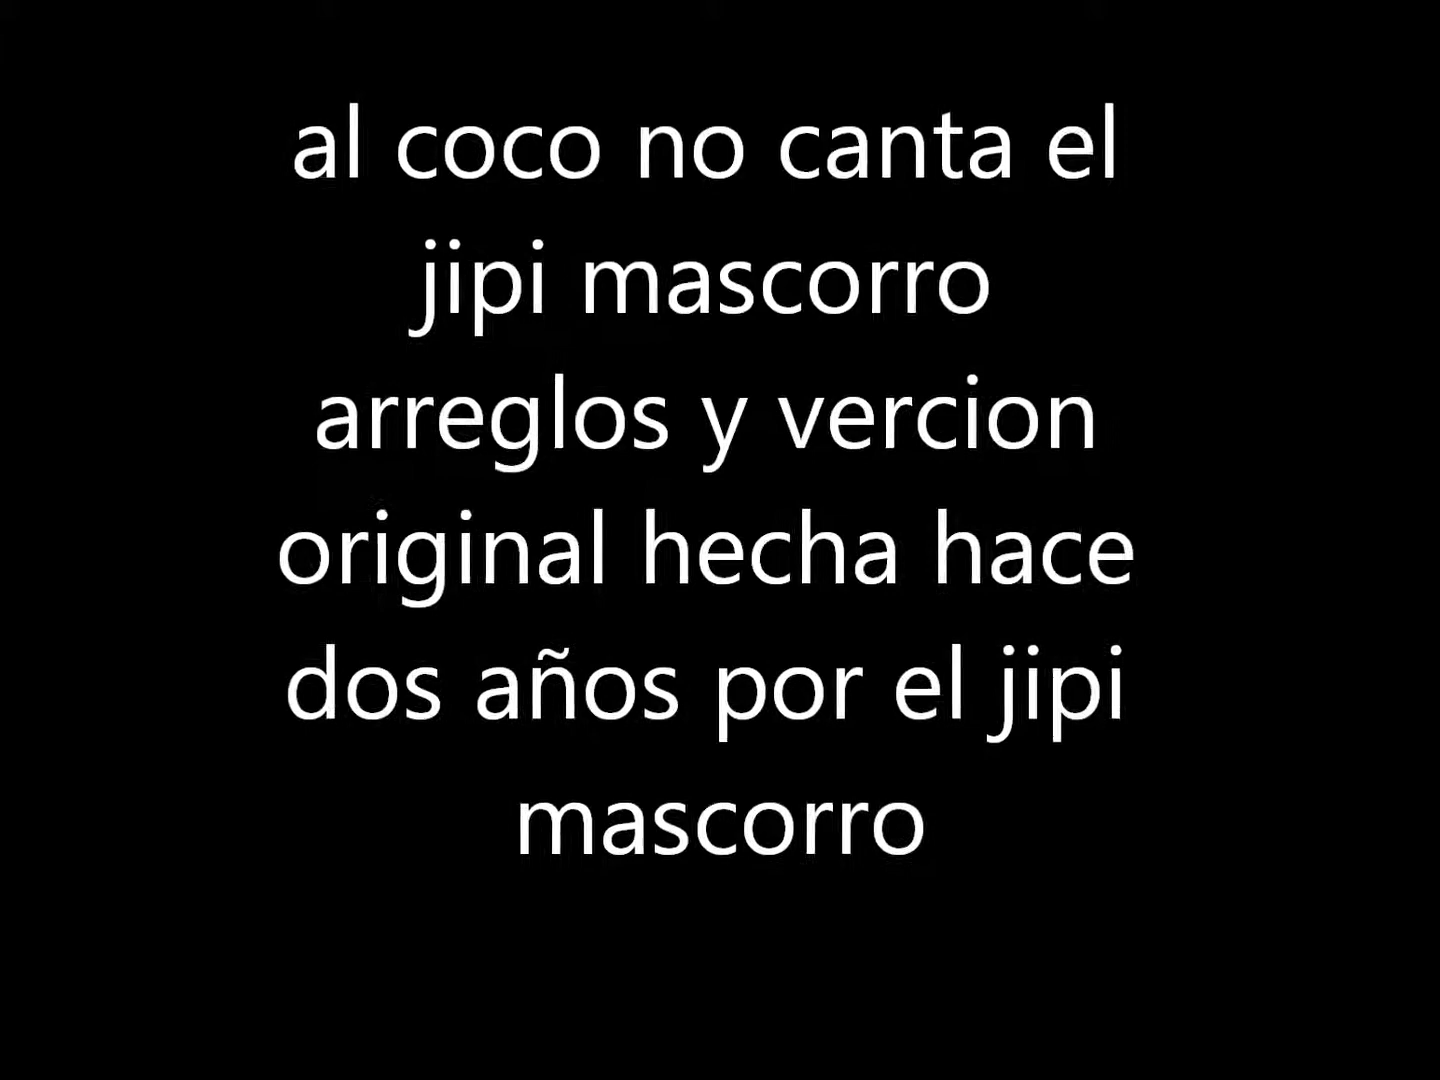 al coco no canta el
jipi mascorro
arreglos y vercion
original hecha hace
dos años por el jipi
mascorro